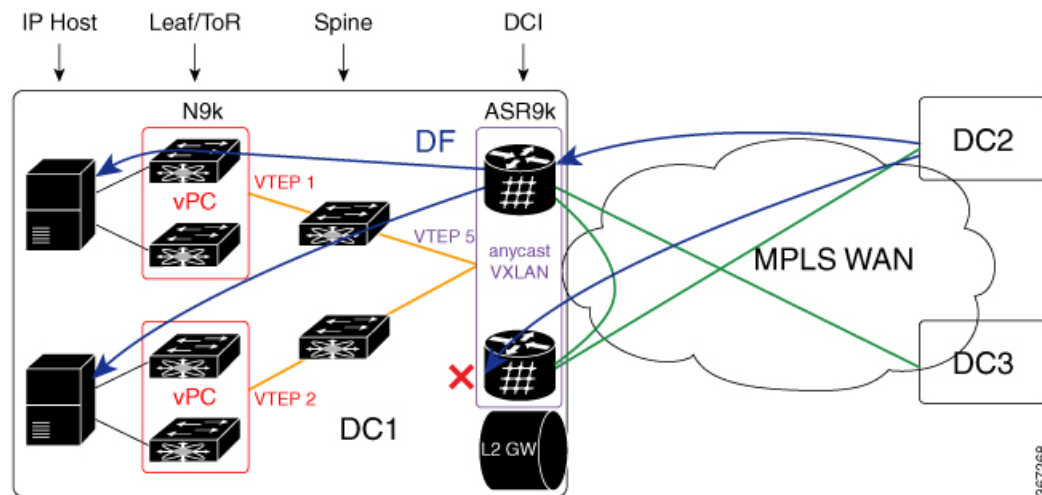 IP Host
Leaf/ToR
Spine
DCI
N9k
ASR9k
DF
DC2
VTEP 1
vPC
VTEP 5
anycast
VXLAN
MPLS WAN
vPC
VTEP 2
DC1
DC3
L2 GW
367268